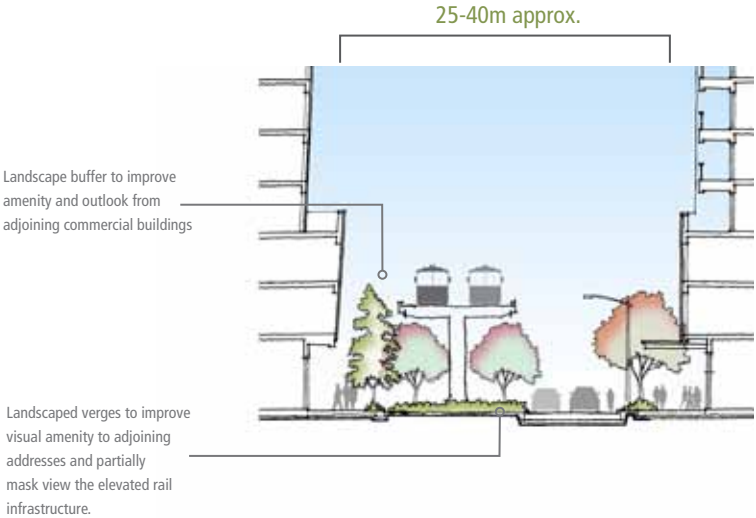 25-40m approx.
Landscape buffer to improve
amenity and outlook from
adjoining commercial buildings
Landscaped verges to improve
visual amenity to adjoining
addresses and partially
mask view the elevated rail
infrastructure.